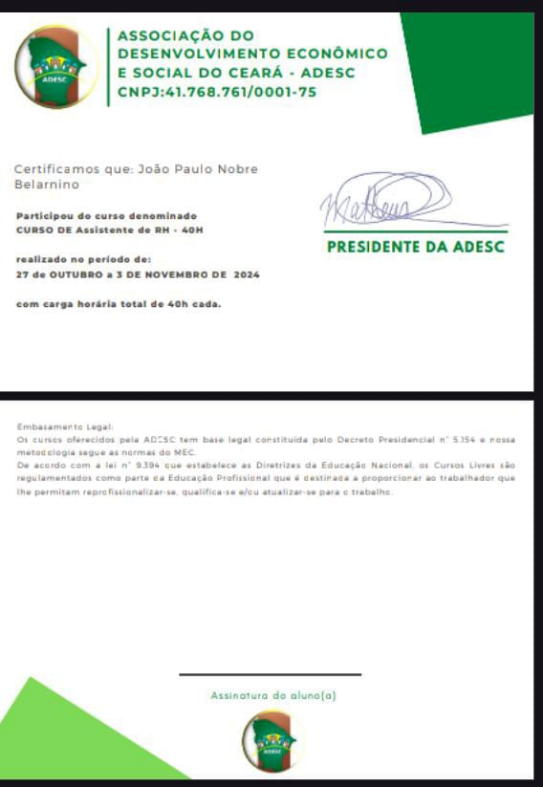 ADESC
ASSOCIAÇÃO DO
DESENVOLVIMENTO ECONÔMICO
E SOCIAL DO CEARÁ - ADESC
CNPJ:41.768.761/0001-75
Certificamos que: João Paulo Nobre
Belarnino
Participou do curso denominado
CURSO DE Assistente de RH - 40H
realizado no período de:
27 de OUTUBRO a 3 DE NOVEMBRO DE 2024
com carga horária total de 40h cada.
Matheus
PRESIDENTE DA ADESC
Embasamento Legal:
Os cursos oferecidos pela ADESC tem base legal constituída pelo Decreto Presidencial n° 5.154 e nossa
metodologia segue as normas do MEC.
De acordo com a lei n° 9.394 que estabelece as Diretrizes da Educação Nacional, os Cursos Livres são
regulamentados como parte da Educação Profissional que é destinada a proporcionar ao trabalhador que
lhe permitam reprofissionalizar-se, qualifica-se e/ou atualizar-se para o trabalho.
Assinatura do aluno(a)
ADESC